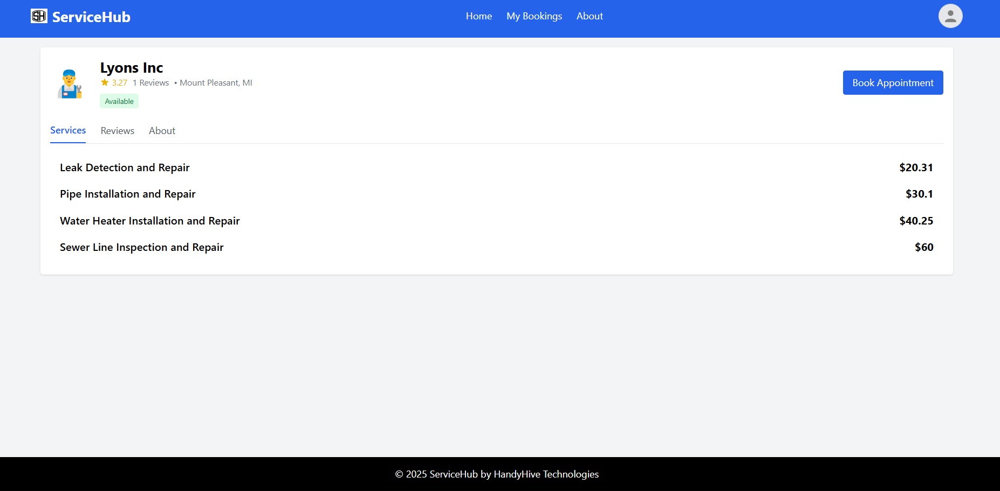 SH ServiceHub
Home My Bookings About
Lyons Inc
3.27 1 Reviews • Mount Pleasant, MI
Available
Book Appointment
Services Reviews About
Leak Detection and Repair $20.31
Pipe Installation and Repair $30.1
Water Heater Installation and Repair $40.25
Sewer Line Inspection and Repair $60
© 2025 ServiceHub by HandyHive Technologies